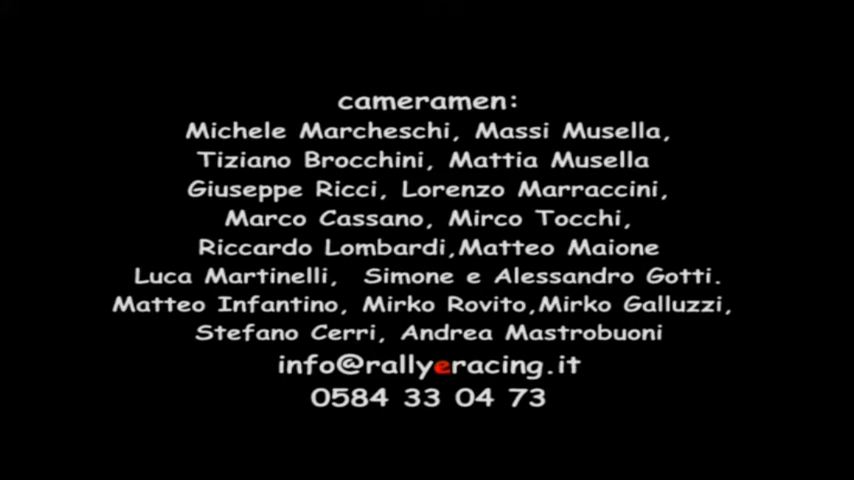 cameramen:
Michele Marcheschi, Massi Musella,
Tiziano Brocchini, Mattia Musella
Giuseppe Ricci, Lorenzo Marraccini,
Marco Cassano, Mirco Tocchi,
Riccardo Lombardi,Matteo Maione
Luca Martinelli,  Simone e Alessandro Gotti.
Matteo Infantino, Mirko Rovito,Mirko Galluzzi,
Stefano Cerri, Andrea Mastrobuoni
info@rallyeracing.it
0584 33 04 73